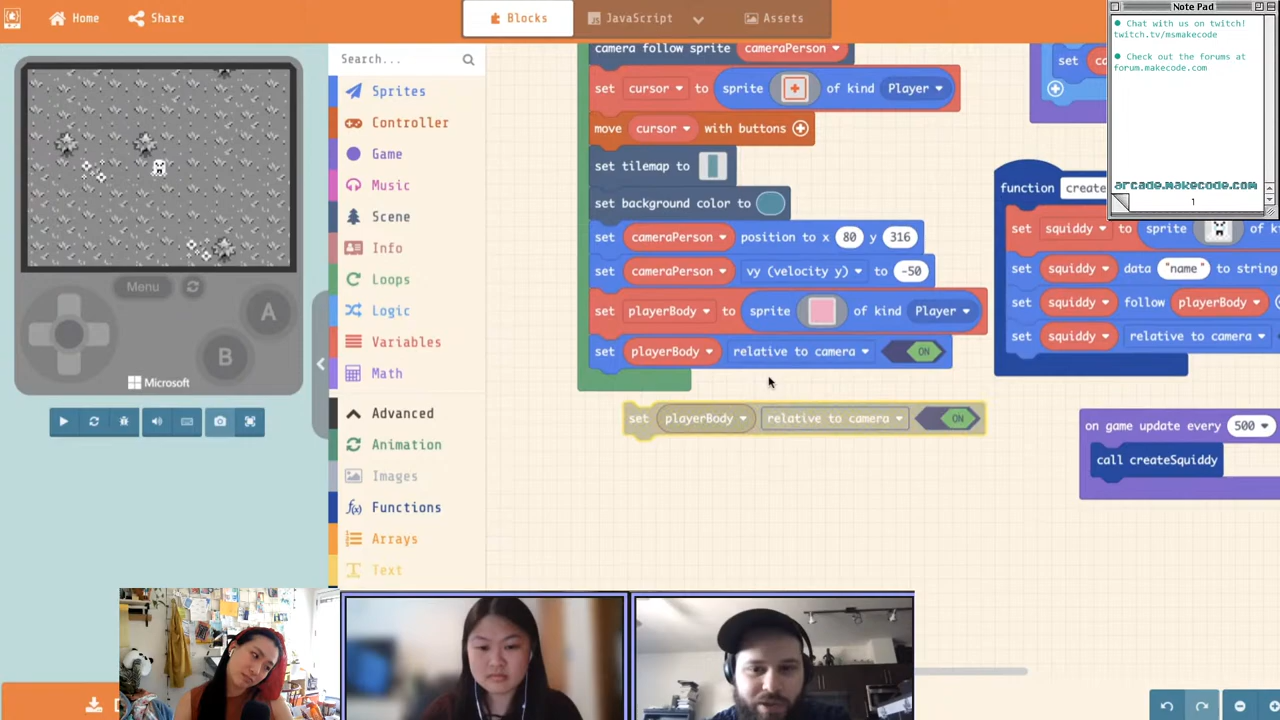 Home
Share
Blocks
JavaScript
Assets
Note Pad
Chat with us on twitch!
twitch.tv/msmakecode
Check out the forums at
forum.makecode.com
arcade.makecode.com
1
Menu
A
B
Microsoft
Search...
Sprites
Controller
Game
Music
Scene
Info
Loops
Logic
Variables
Math
Advanced
Animation
Images
Functions
Arrays
Text
camera follow sprite cameraPerson
set cursor to sprite of kind Player
move cursor with buttons
set tilemap to
set background color to
set cameraPerson position to x 80 y 316
set cameraPerson vy (velocity y) to -50
set playerBody to sprite of kind Player
set playerBody relative to camera ON
set playerBody relative to camera ON
set
function create
set squiddy to sprite of
set squiddy data "name" to string
set squiddy follow playerBody
set squiddy relative to camera
on game update every 500
call createSquiddy